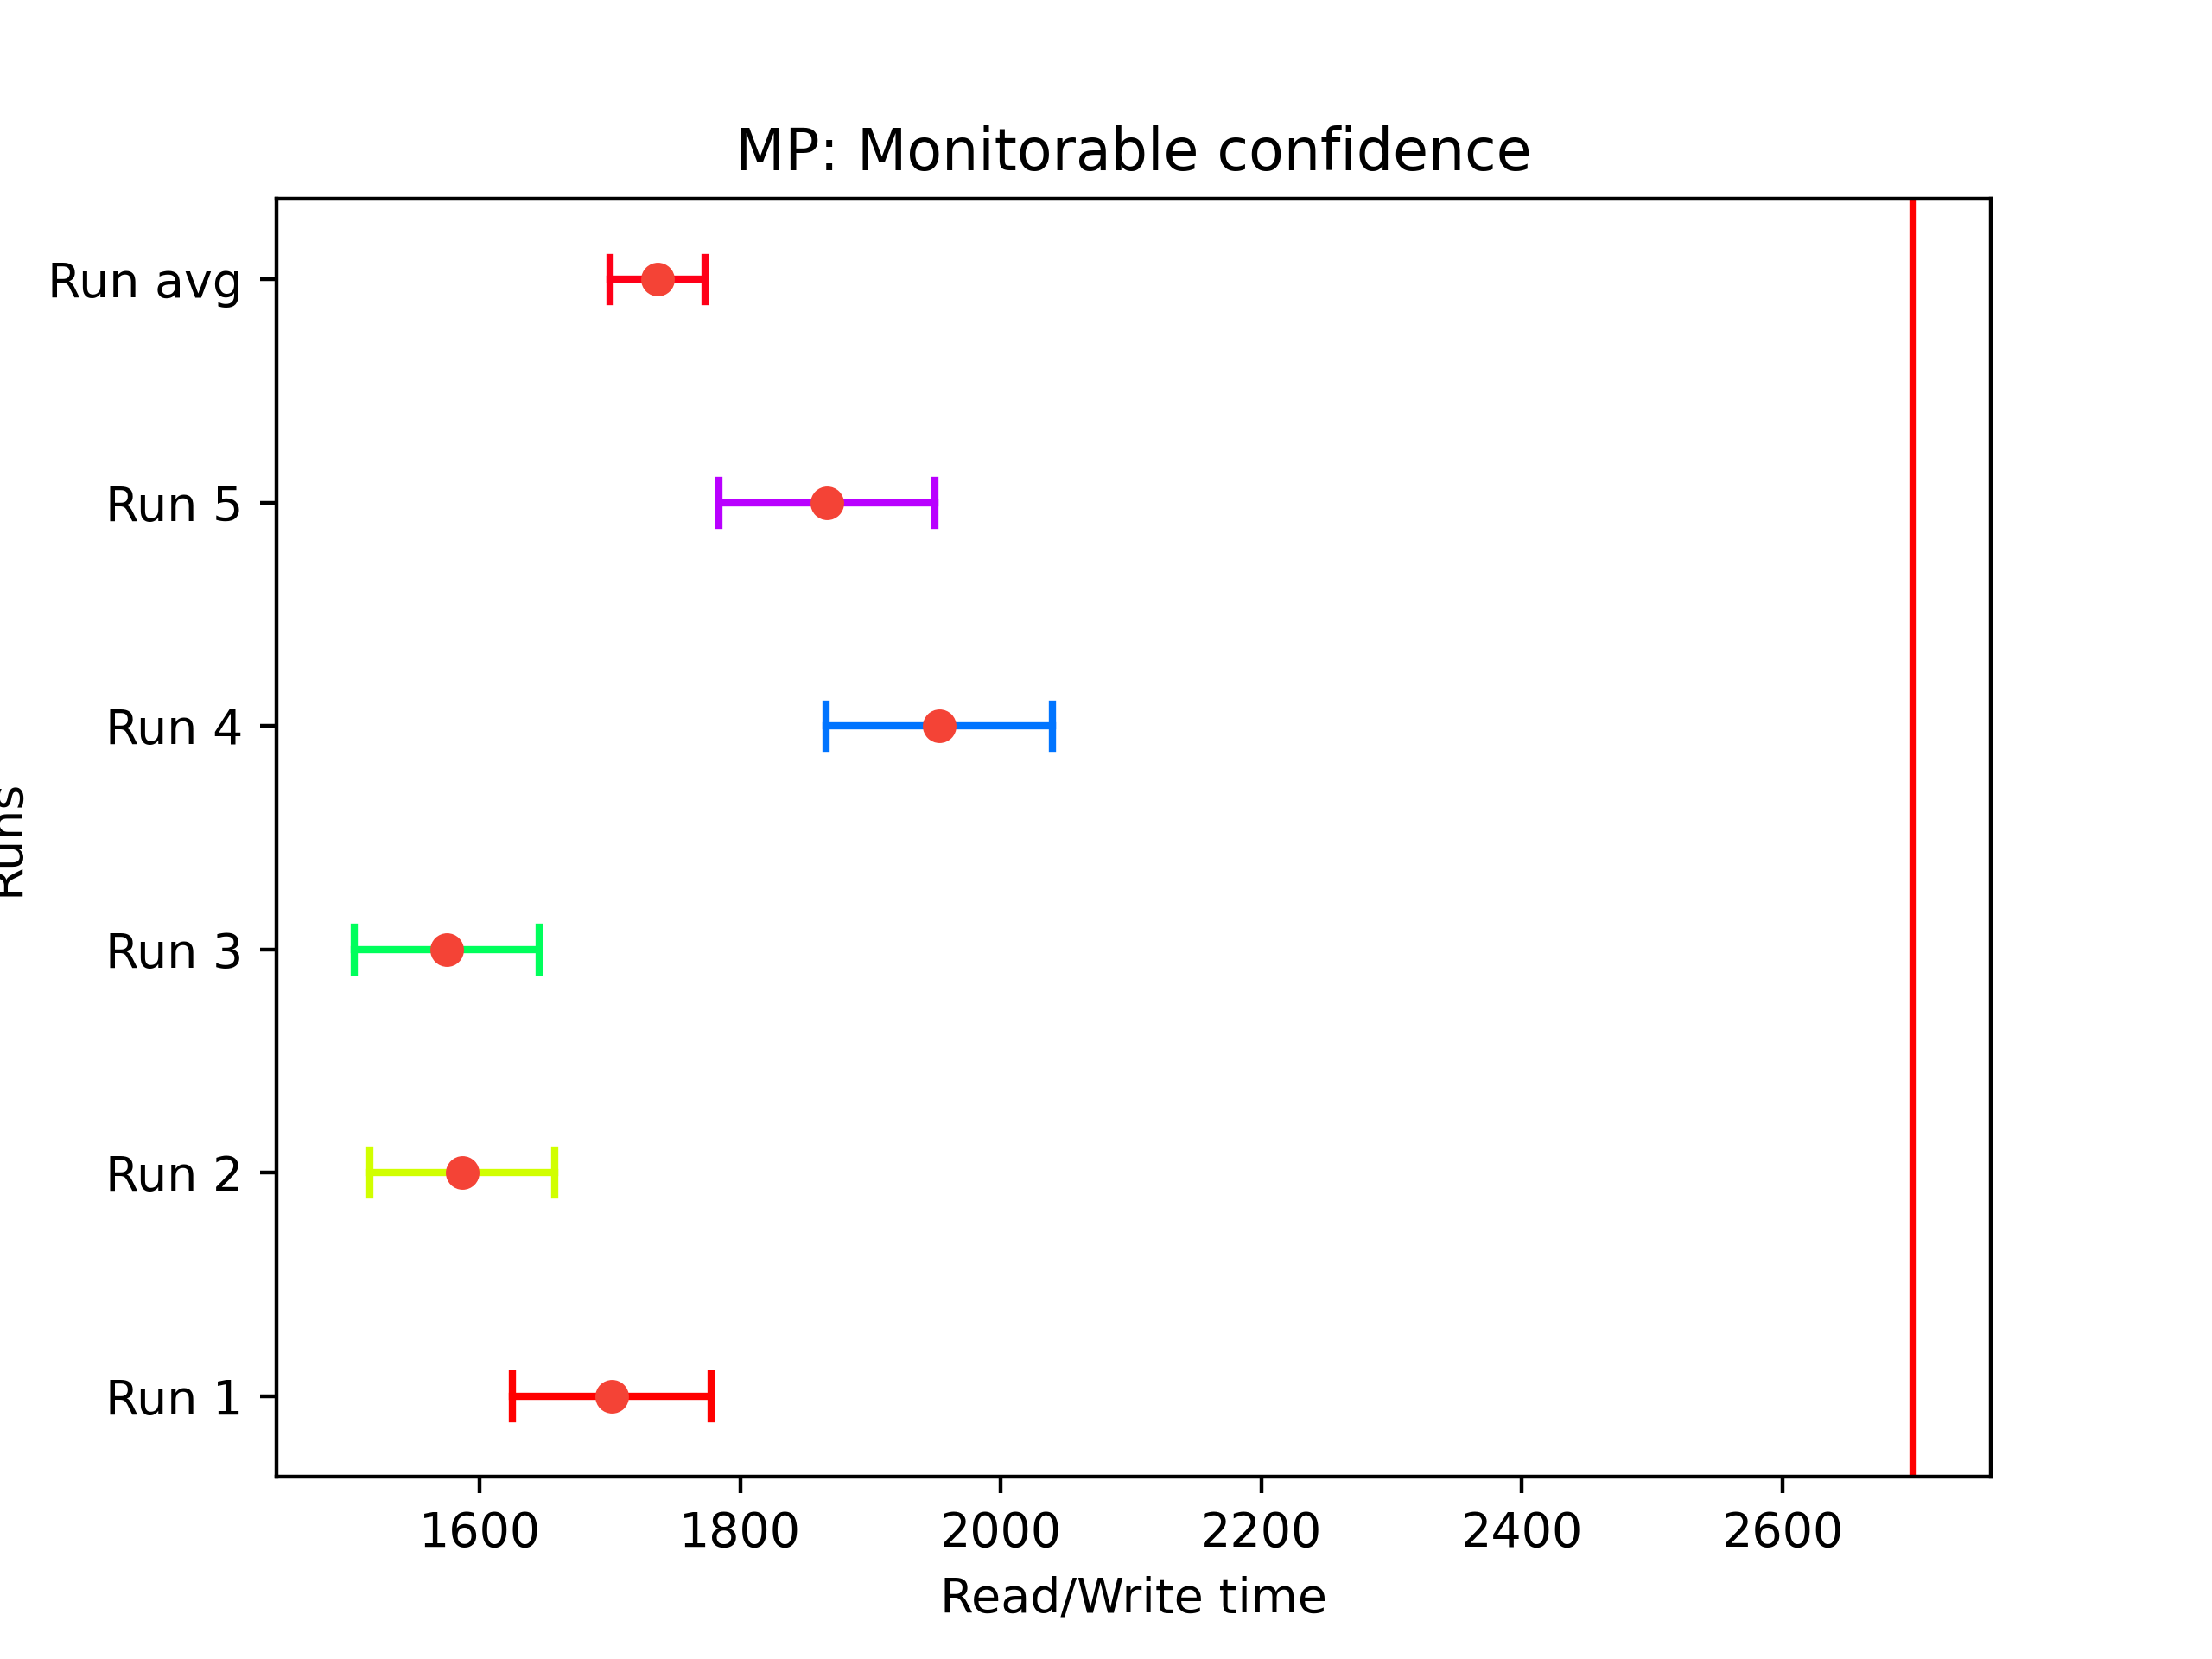 MP: Monitorable confidence
Run avg
Run 5
Run 4
Run 3
Run 2
Run 1
Runs
1600 1800 2000 2200 2400 2600
Read/Write time